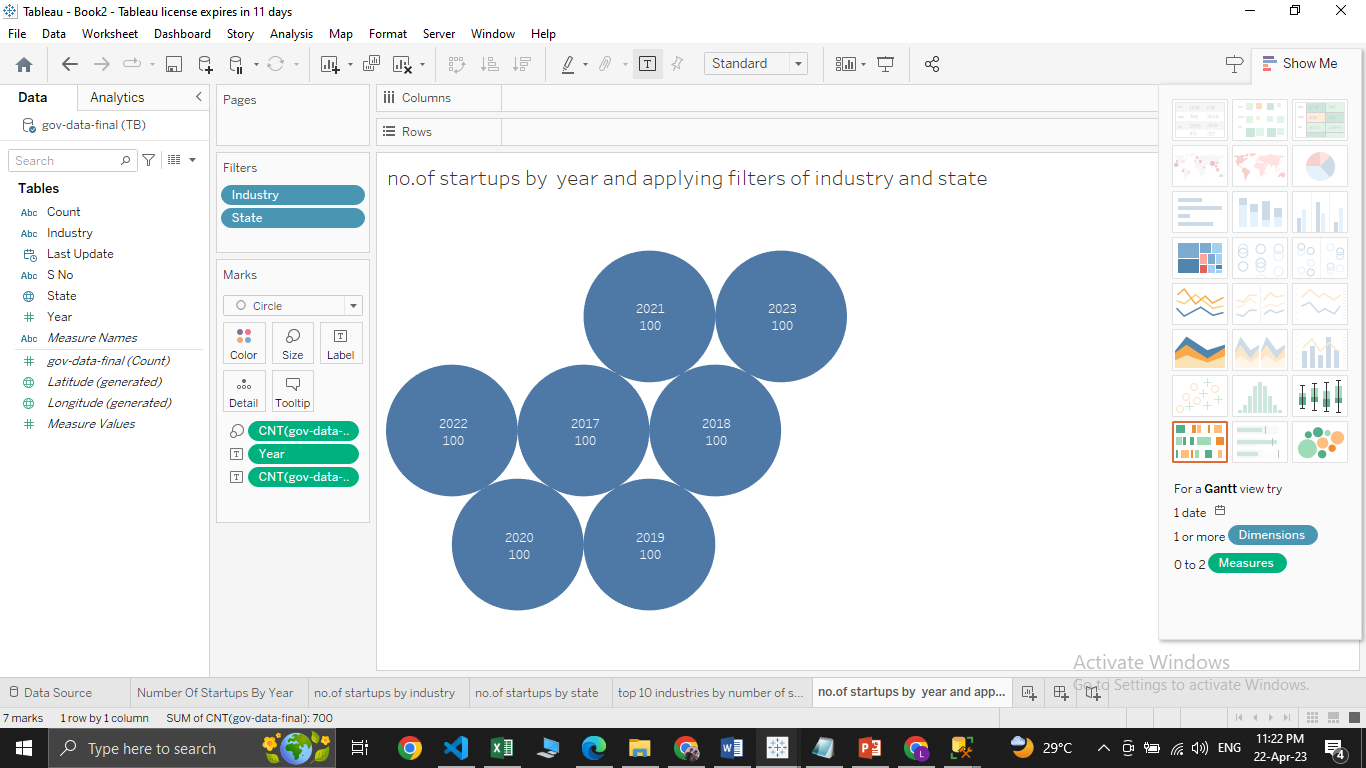 Tableau - Book2 - Tableau license expires in 11 days
File Data Worksheet Dashboard Story Analysis Map Format Server Window Help
Standard
Show Me
Data Analytics
gov-data-final (TB)
Search
Tables
Abc Count
Abc Industry
Last Update
Abc S No
State
Year
Abc Measure Names
gov-data-final (Count)
Latitude (generated)
Longitude (generated)
Measure Values
Pages
Filters
Industry
State
Marks
Circle
Color Size Label
Detail Tooltip
CNT(gov-data-..
Year
CNT(gov-data-..
Columns
Rows
no.of startups by  year and applying filters of industry and state
2021
100
2023
100
2022
100
2017
100
2018
100
2020
100
2019
100
For a Gantt view try
1 date
1 or more Dimensions
0 to 2 Measures
Activate Windows
Go to Settings to activate Windows.
Data Source Number Of Startups By Year no.of startups by industry no.of startups by state top 10 industries by number of s... no.of startups by  year and app...
7 marks 1 row by 1 column SUM of CNT(gov-data-final): 700
Type here to search
29°C
ENG
11:22 PM
22-Apr-23
4